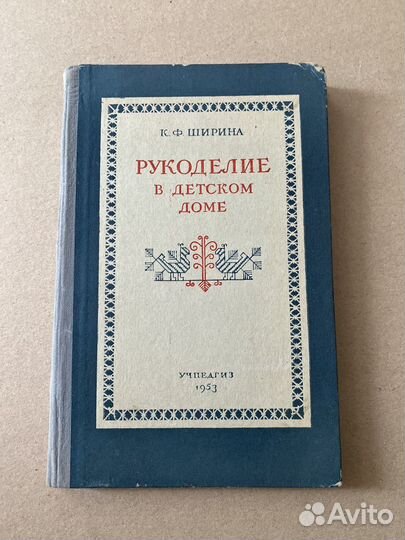 К. Ф. ШИРИНА
РУКОДЕЛИЕ
В ДЕТСКОМ
ДОМЕ
УЧПЕДГИЗ
1953
Avito